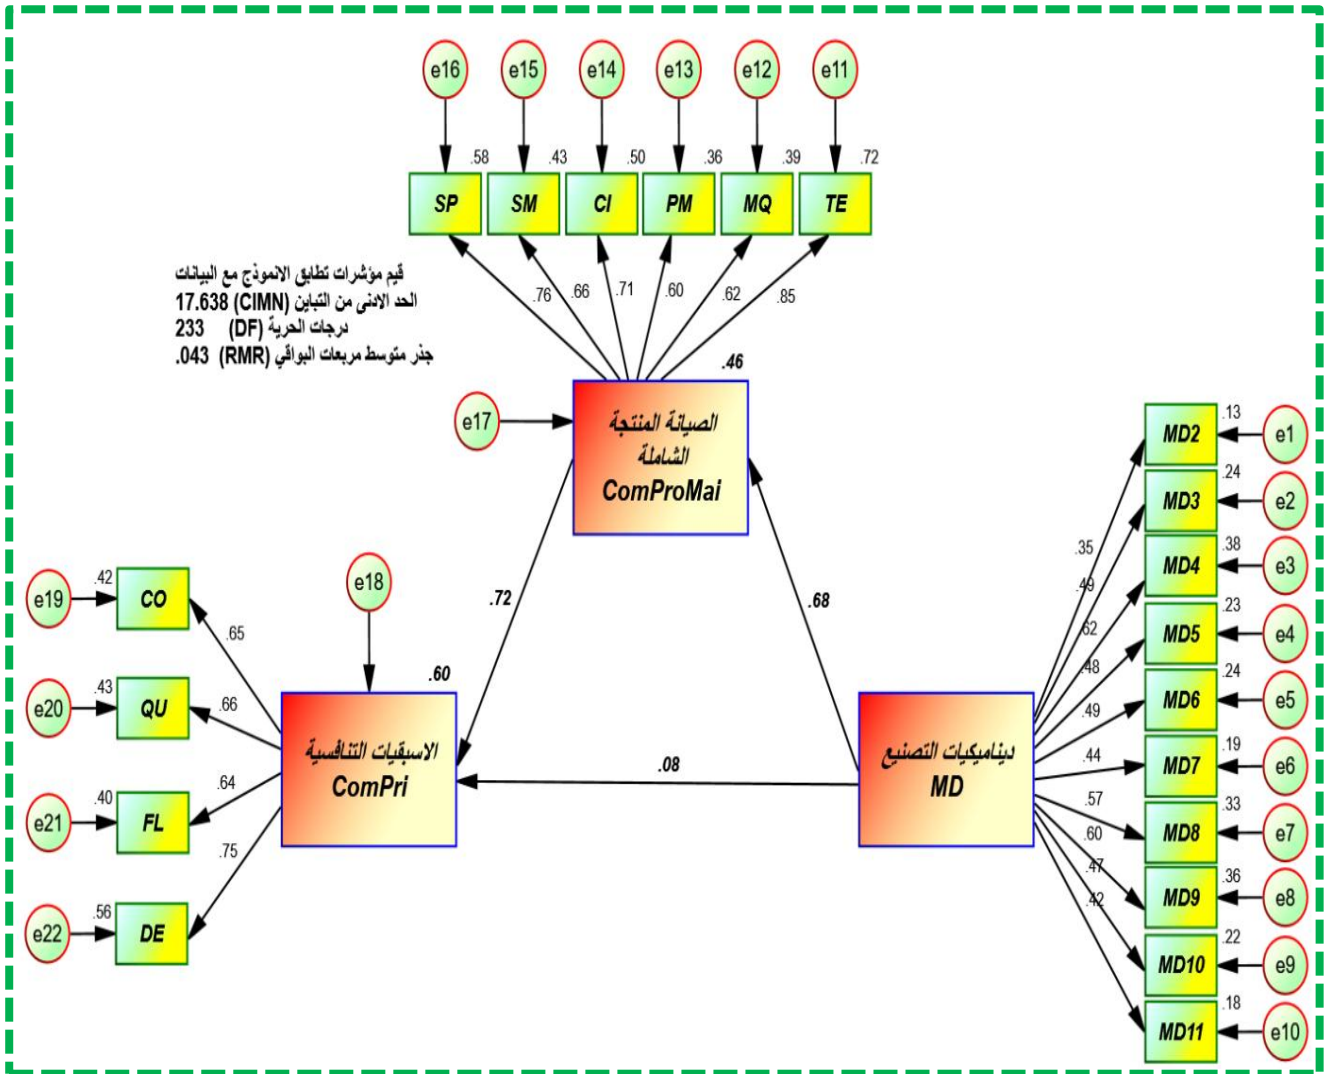 e16 e15 e14 e13 e12 e11
.58 .43 .50 .36 .39 .72
SP SM CI PM MQ TE
قيم مؤشرات تطابق الانموذج مع البيانات
الحد الادنى من التباين (CIMN) 17.638
درجات الحرية (DF) 233
جذر متوسط مربعات البواقي (RMR) .043
.76 .66 .71 .60 .62 .85
.46
e17
الصيانة المنتجة
الشاملة
ComProMai
.72
.68
e18
.60
الاسبقيات التنافسية
ComPri
.08
ديناميكيات التصنيع
MD
e19 .42 CO .65
e20 .43 QU .66
e21 .40 FL .64
e22 .56 DE .75
.35 MD2 .13 e1
.49 MD3 .24 e2
.62 MD4 .38 e3
.48 MD5 .23 e4
.49 MD6 .24 e5
.44 MD7 .19 e6
.57 MD8 .33 e7
.60 MD9 .36 e8
.47 MD10 .22 e9
.42 MD11 .18 e10